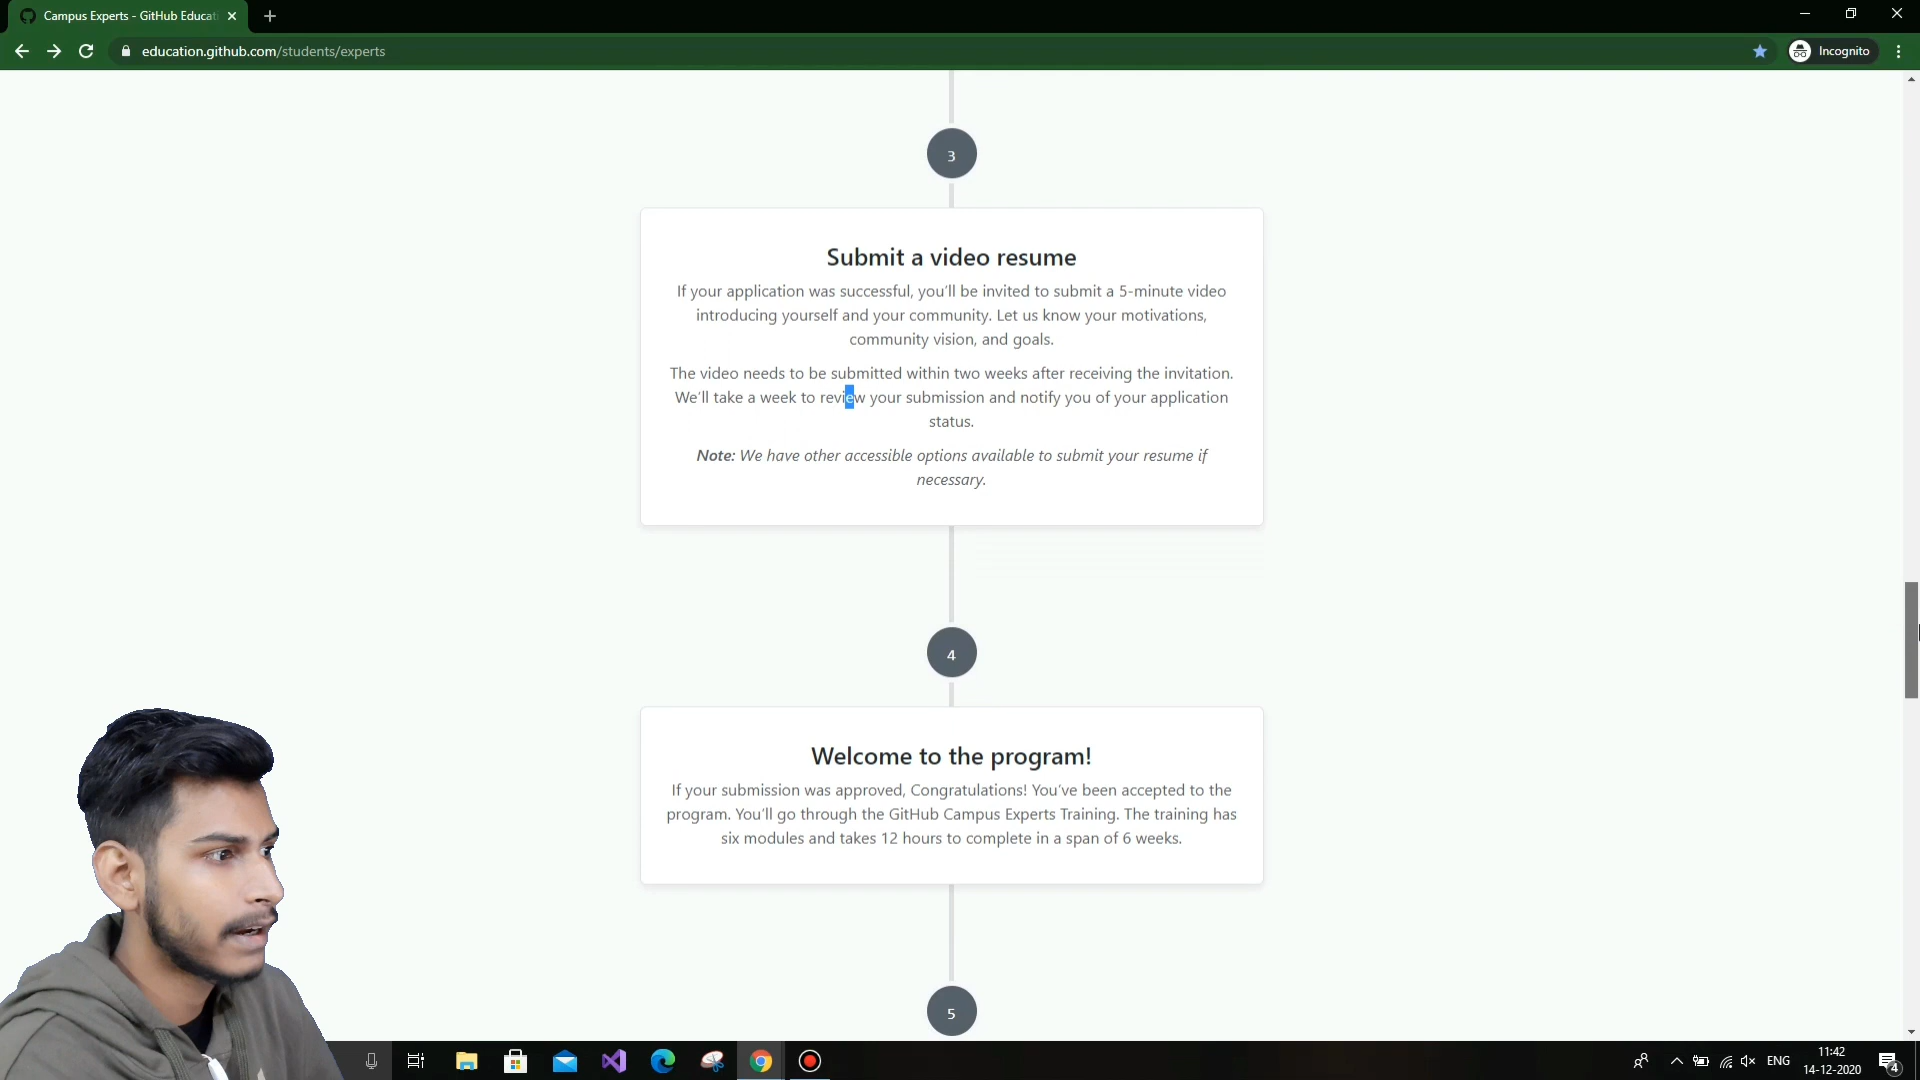 Campus Experts - GitHub Educati
education.github.com/students/experts
Incognito
3
Submit a video resume
If your application was successful, you'll be invited to submit a 5-minute video
introducing yourself and your community. Let us know your motivations,
community vision, and goals.
The video needs to be submitted within two weeks after receiving the invitation.
We'll take a week to review your submission and notify you of your application
status.
Note: We have other accessible options available to submit your resume if
necessary.
4
Welcome to the program!
If your submission was approved, Congratulations! You've been accepted to the
program. You'll go through the GitHub Campus Experts Training. The training has
six modules and takes 12 hours to complete in a span of 6 weeks.
5
ENG
11:42
14-12-2020
4